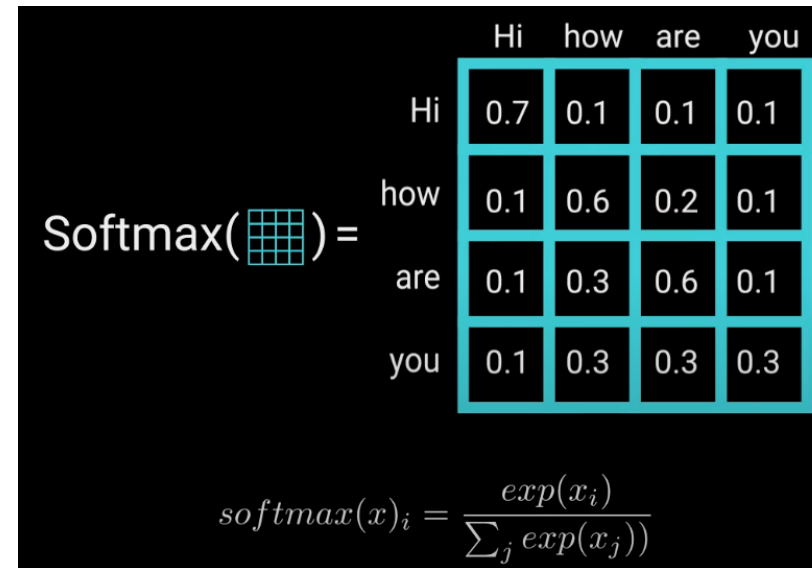 Hi how are you
Hi 0.7 0.1 0.1 0.1
how 0.1 0.6 0.2 0.1
Softmax( ) =
are 0.1 0.3 0.6 0.1
you 0.1 0.3 0.3 0.3
softmax(x)_i = \frac{exp(x_i)}{\sum_j exp(x_j))}